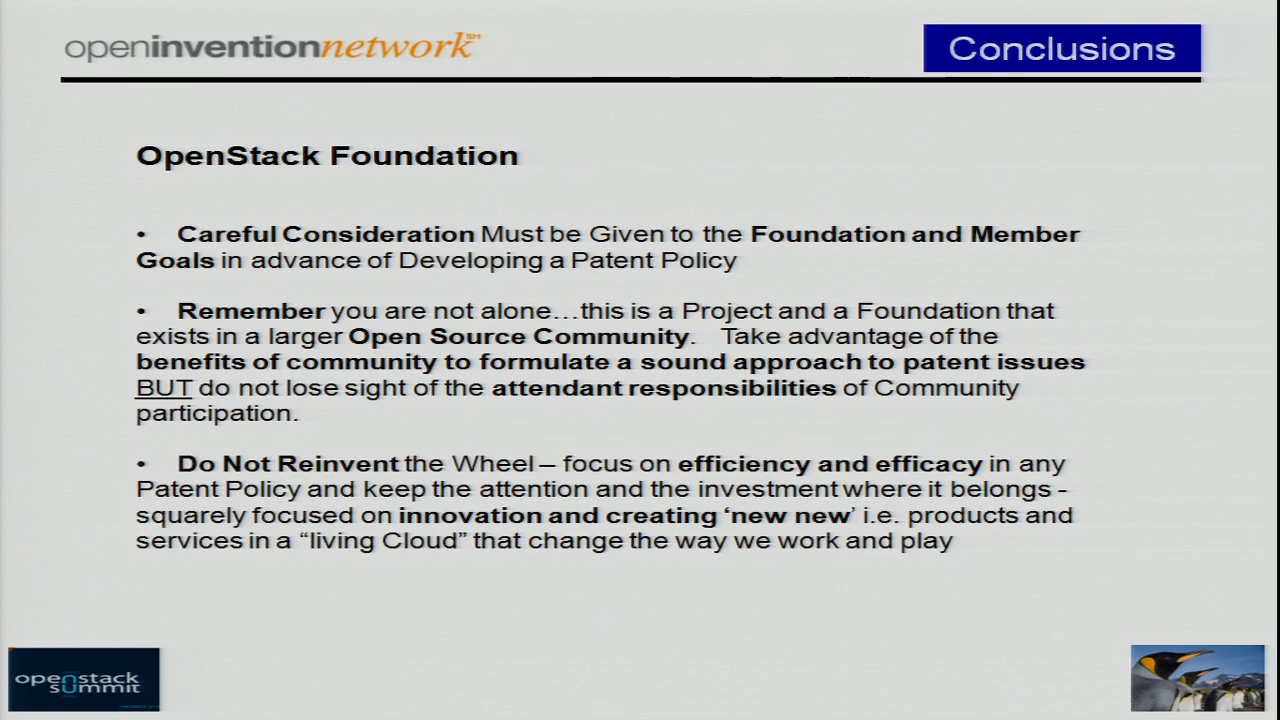 openinventionnetwork℠
Conclusions
OpenStack Foundation
• Careful Consideration Must be Given to the Foundation and Member
Goals in advance of Developing a Patent Policy
• Remember you are not alone…this is a Project and a Foundation that
exists in a larger Open Source Community. Take advantage of the
benefits of community to formulate a sound approach to patent issues
BUT do not lose sight of the attendant responsibilities of Community
participation.
• Do Not Reinvent the Wheel – focus on efficiency and efficacy in any
Patent Policy and keep the attention and the investment where it belongs -
squarely focused on innovation and creating ‘new new’ i.e. products and
services in a “living Cloud” that change the way we work and play
openstack
summit